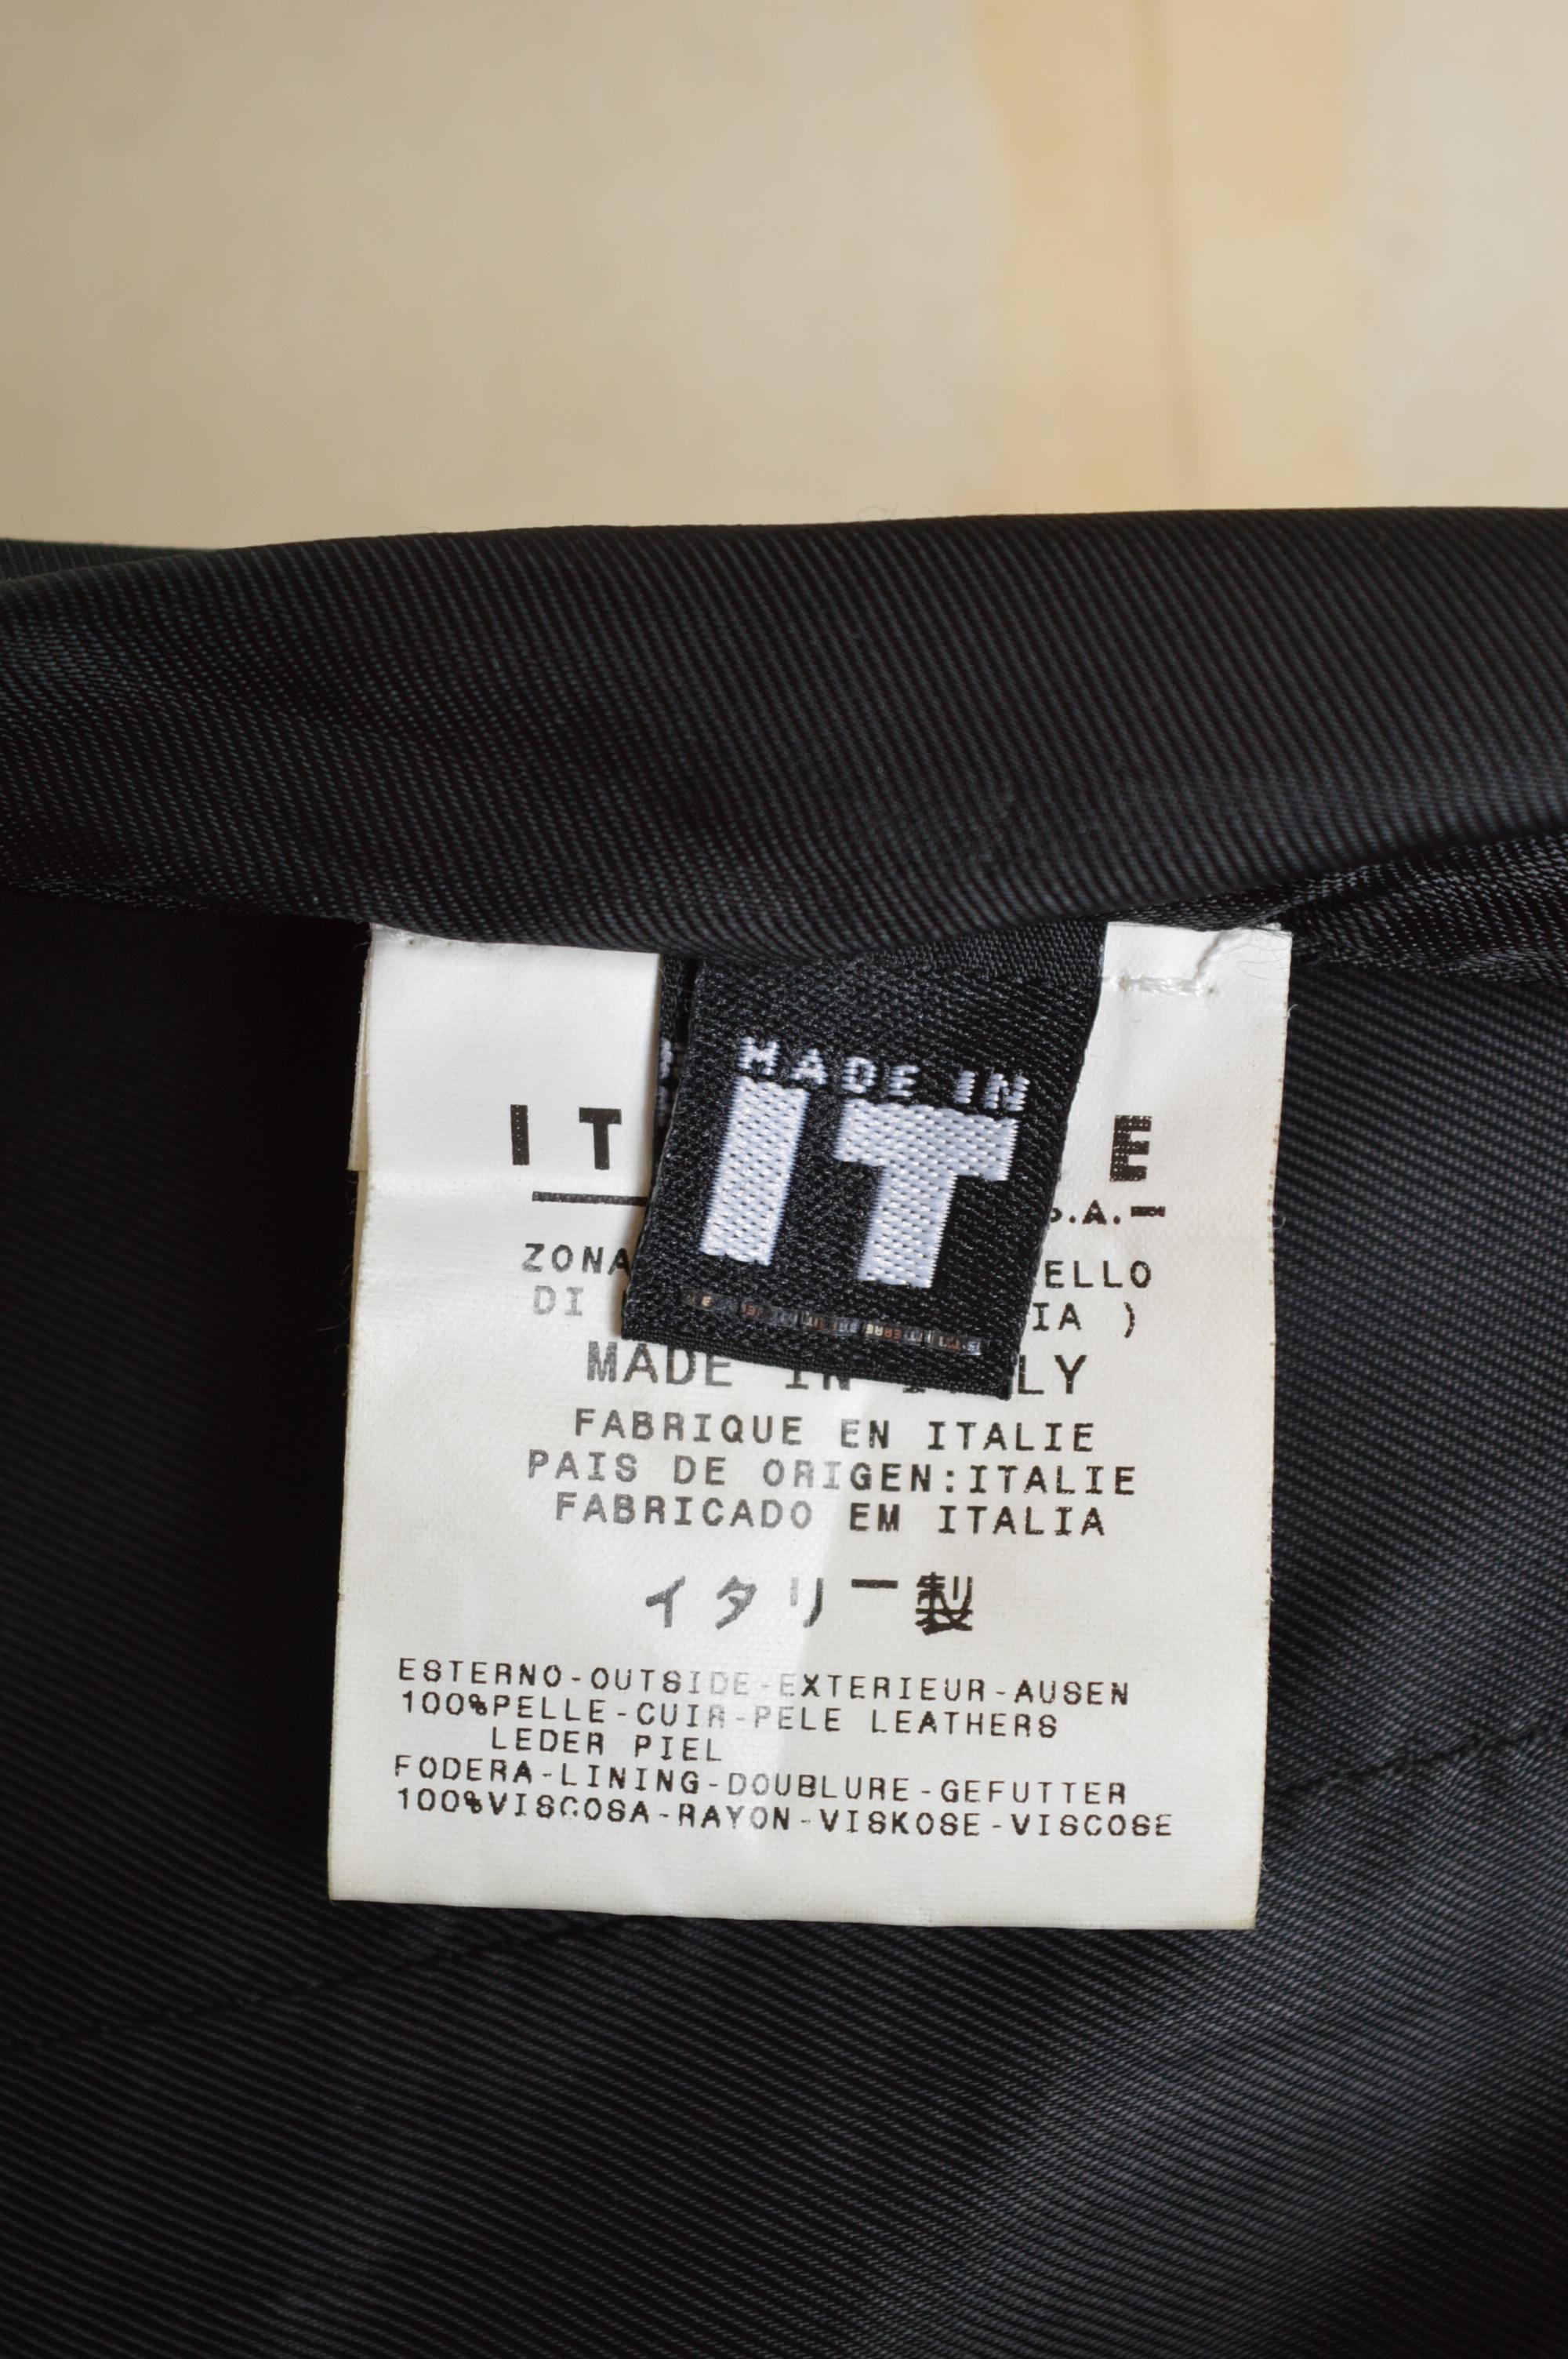 MADE IN
IT
IT E
S.A.
ZONA ELLO
DI IA )
MADE IN I LY
FABRIQUE EN ITALIE
PAIS DE ORIGEN:ITALIE
FABRICADO EM ITALIA
イタリー製
ESTERNO-OUTSIDE-EXTERIEUR-AUSEN
100%PELLE-CUIR-PELE LEATHERS
LEDER PIEL
FODERA-LINING-DOUBLURE-GEFUTTER
100%VISCOSA-RAYON-VISKOSE-VISCOSE